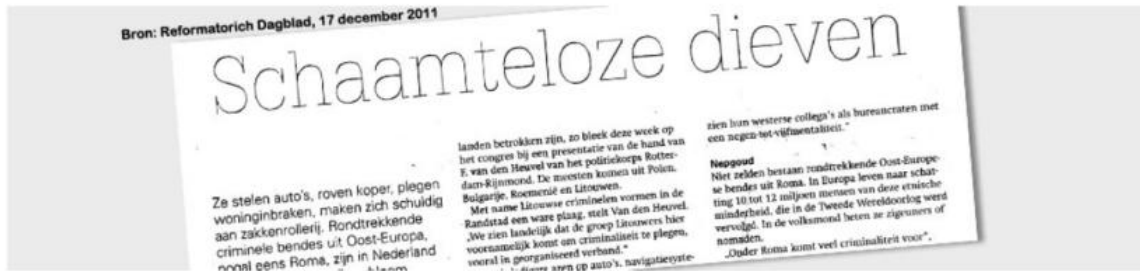 Bron: Reformatorich Dagblad, 17 december 2011
Schaamteloze dieven
Ze stelen auto's, roven koper, plegen
woninginbraken, maken zich schuldig
aan zakkenrollerij. Rondtrekkende
criminele bendes uit Oost-Europa,
nogal eens Roma, zijn in Nederland
landen betrokken zijn, zo bleek deze week op
het congres bij een presentatie van de hand van
F. van den Heuvel van het politiekorps Rotter-
dam-Rijnmond. De meesten komen uit Polen,
Bulgarije, Roemenië en Litouwen.
Met name Litouwse criminelen vormen in de
Randstad een ware plaag, stelt Van den Heuvel.
„We zien landelijk dat de groep Litouwers hier
voornamelijk komt om criminaliteit te plegen,
vooral in georganiseerd verband."
op auto's, navigatiesyste-
zien hun westerse collega's als bureaucraten met
een negen-tot-vijfmentaliteit."
Nepgoud
Niet zelden bestaan rondtrekkende Oost-Europe-
se bendes uit Roma. In Europa leven naar schat-
ting 10 tot 12 miljoen mensen van deze etnische
minderheid, die in de Tweede Wereldoorlog werd
vervolgd. In de volksmond heten ze zigeuners of
nomaden.
„Onder Roma komt veel criminaliteit voor",